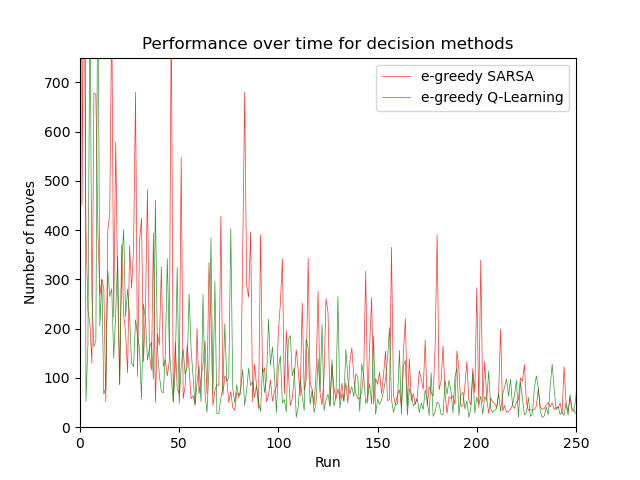 Performance over time for decision methods
e-greedy SARSA
e-greedy Q-Learning
Number of moves
700
600
500
400
300
200
100
0
0 50 100 150 200 250
Run